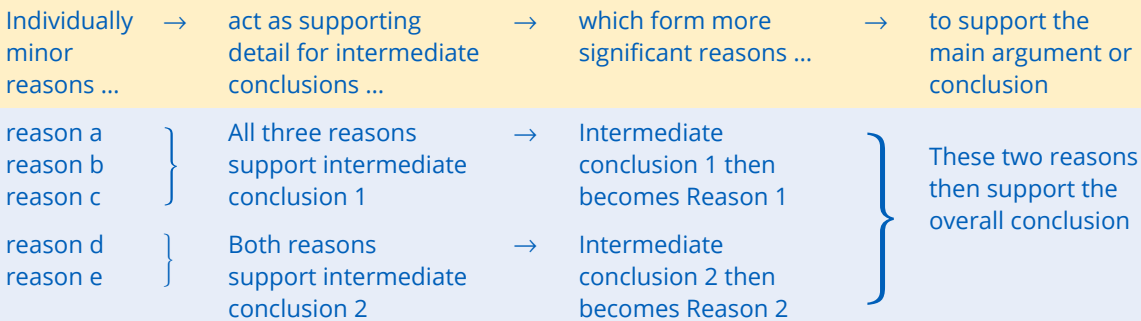 Individually → act as supporting → which form more → to support the
minor detail for intermediate significant reasons ... main argument or
reasons ... conclusions ... conclusion
reason a All three reasons → Intermediate
reason b support intermediate conclusion 1 then
reason c conclusion 1 becomes Reason 1
These two reasons
then support the
overall conclusion
reason d Both reasons → Intermediate
reason e support intermediate conclusion 2 then
conclusion 2 becomes Reason 2